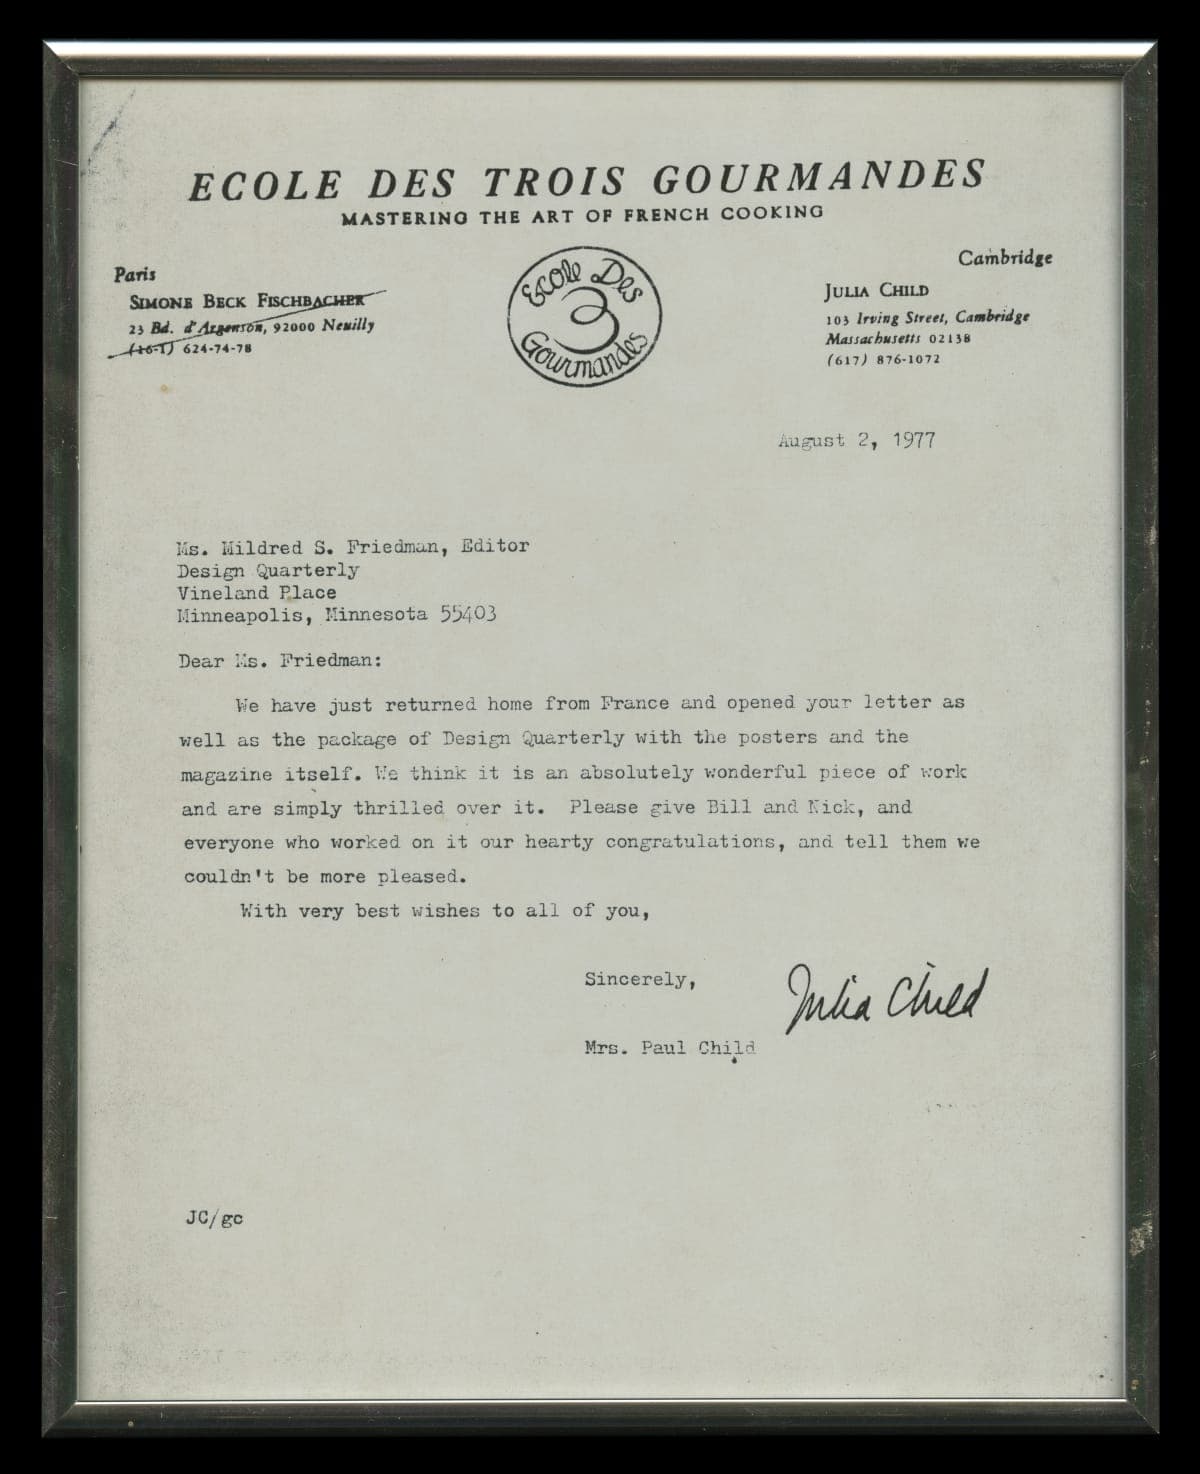 ECOLE DES TROIS GOURMANDES
MASTERING THE ART OF FRENCH COOKING
Paris
SIMONE BECK FISCHBACHER
23 Bd. d'Argenson, 92000 Neuilly
(16-1) 624-74-78
Ecole Des
3
Gourmandes
Cambridge
JULIA CHILD
103 Irving Street, Cambridge
Massachusetts 02138
(617) 876-1072
August 2, 1977
Ms. Mildred S. Friedman, Editor
Design Quarterly
Vineland Place
Minneapolis, Minnesota 55403
Dear Ms. Friedman:
We have just returned home from France and opened your letter as
well as the package of Design Quarterly with the posters and the
magazine itself. We think it is an absolutely wonderful piece of work
and are simply thrilled over it. Please give Bill and Nick, and
everyone who worked on it our hearty congratulations, and tell them we
couldn't be more pleased.
With very best wishes to all of you,
Sincerely,
Julia Child
Mrs. Paul Child
JC/gc